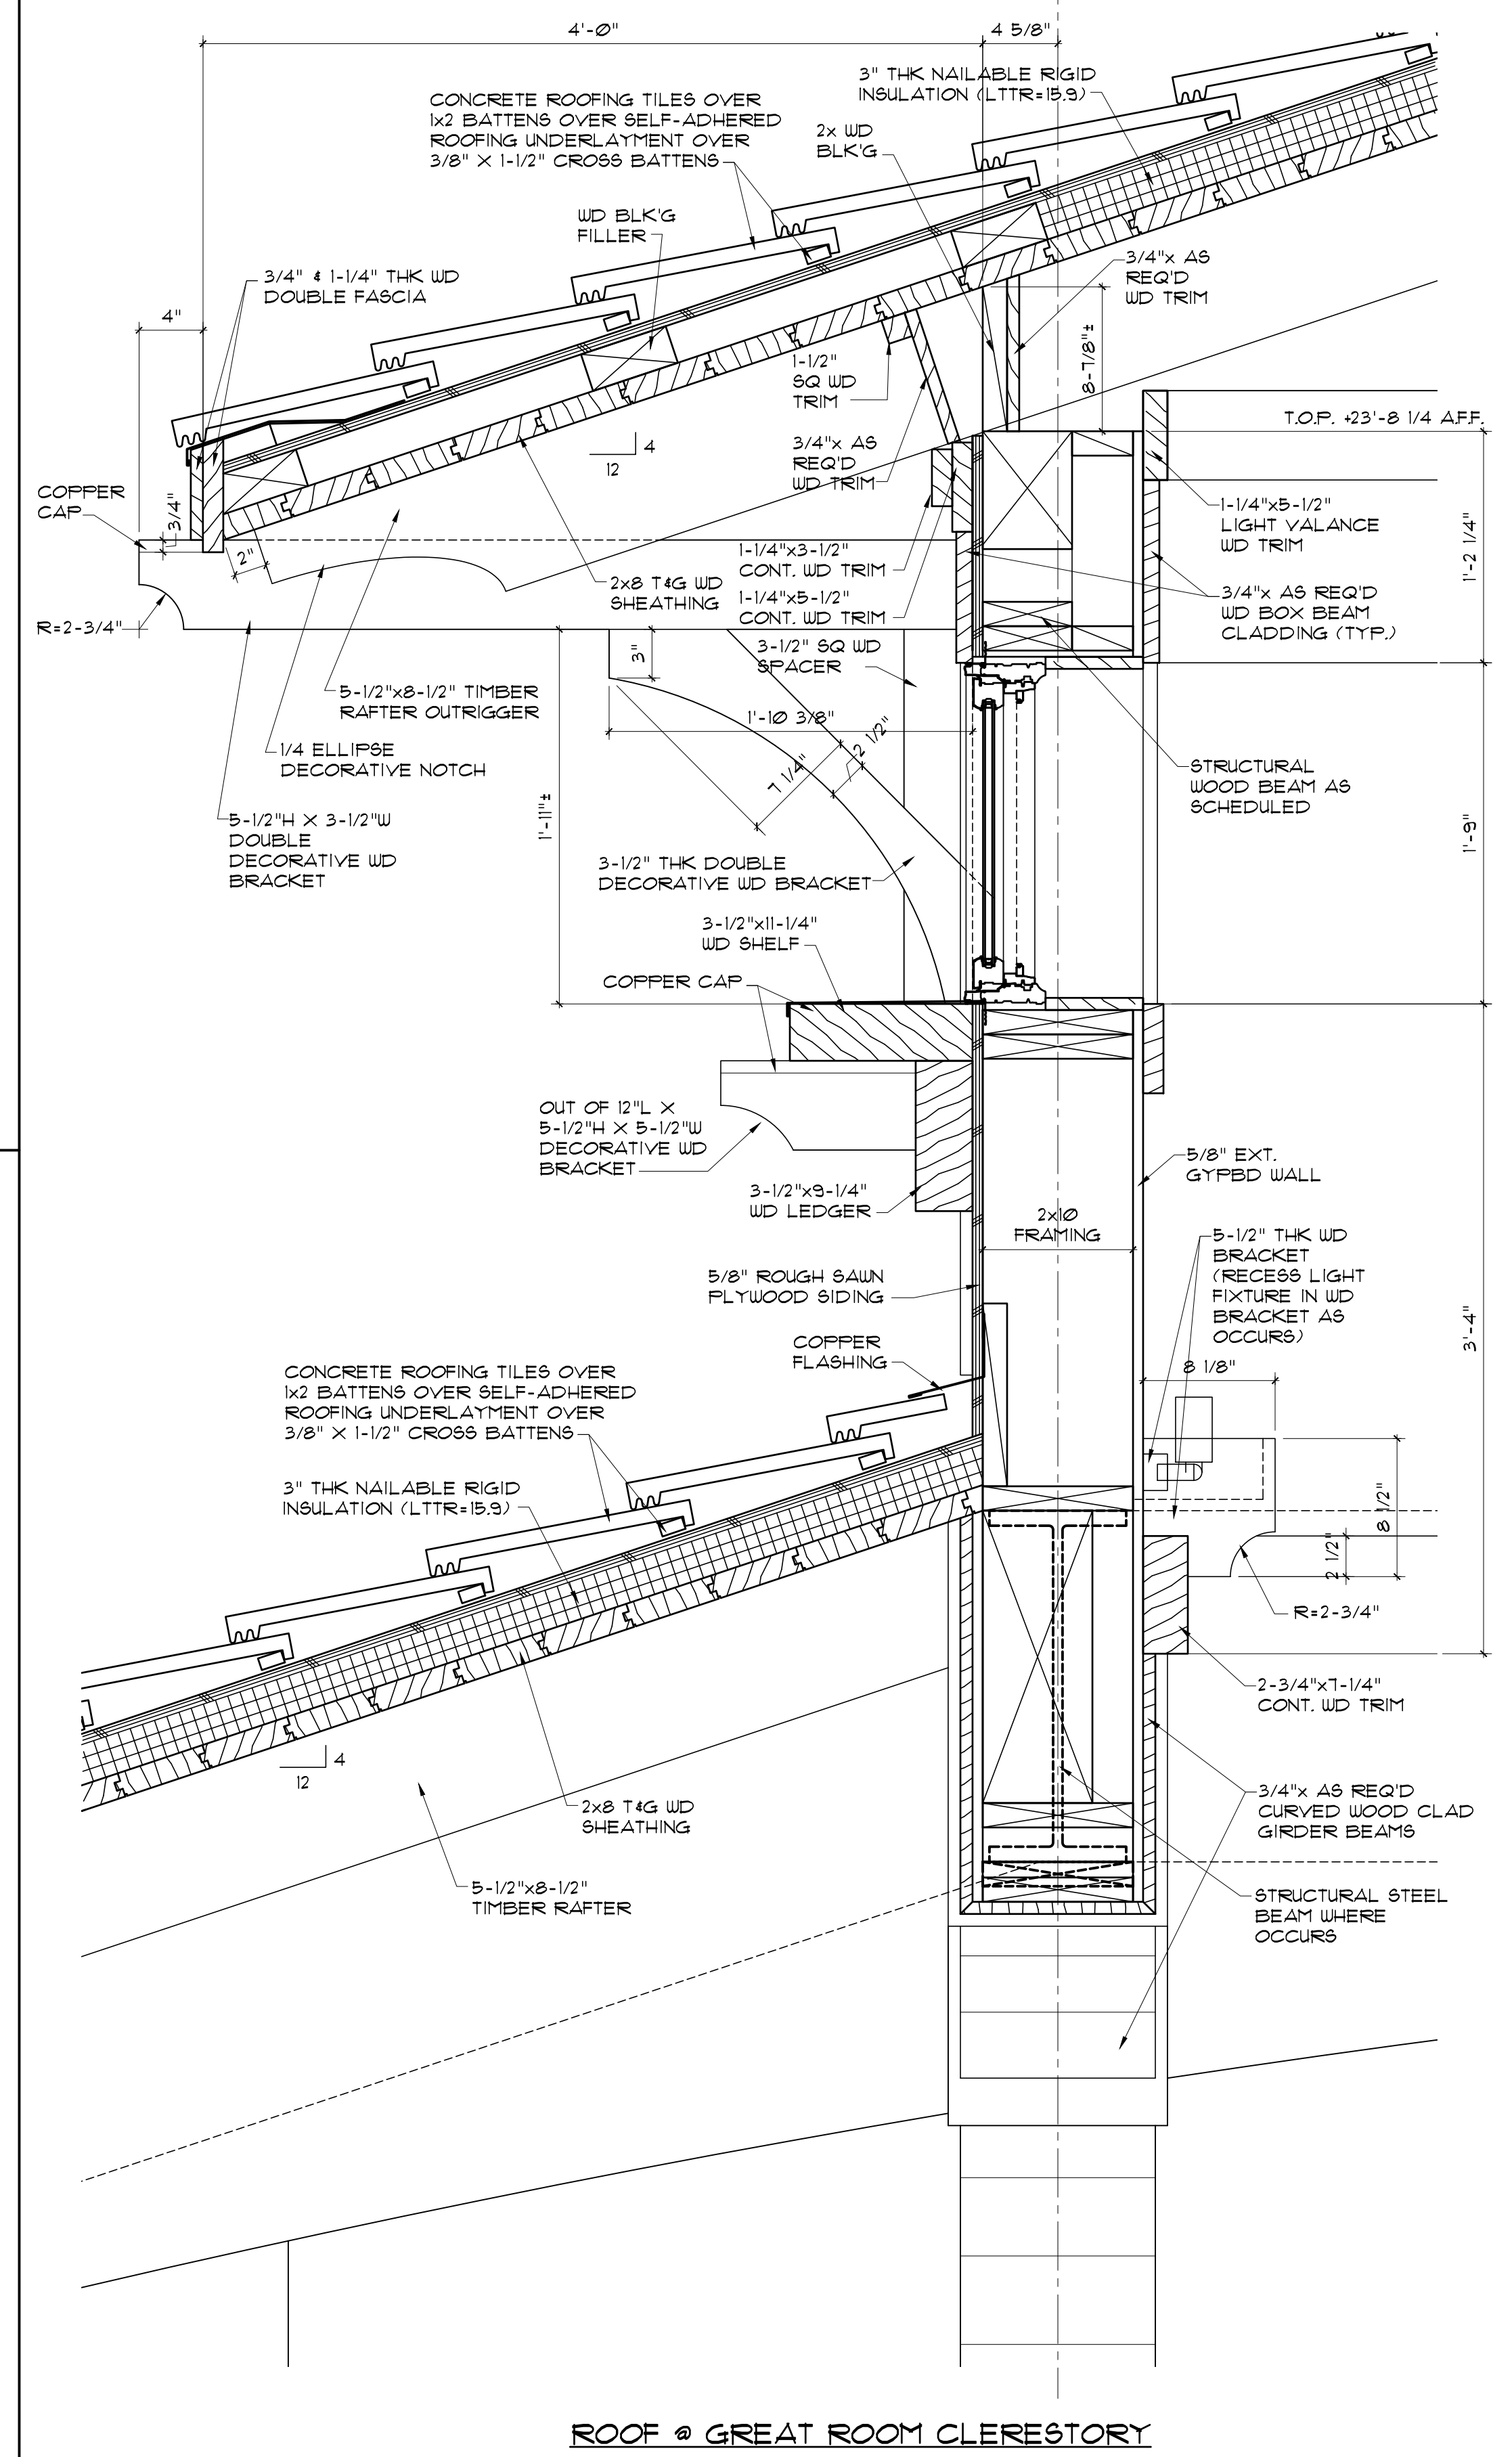 4'-0"
4 5/8"
3" THK NAILABLE RIGID
INSULATION (LTTR=15.9)
CONCRETE ROOFING TILES OVER
1x2 BATTENS OVER SELF-ADHERED
ROOFING UNDERLAYMENT OVER
3/8" X 1-1/2" CROSS BATTENS
2x WD
BLK'G
WD BLK'G
FILLER
3/4" & 1-1/4" THK WD
DOUBLE FASCIA
4"
3/4"x AS
REQ'D
WD TRIM
8-7/8"±
1-1/2"
SQ WD
TRIM
3/4"x AS
REQ'D
WD TRIM
4
12
T.O.P. +23'-8 1/4 A.F.F.
COPPER
CAP
3/4"
2"
R=2-3/4"
1-1/4"x5-1/2"
LIGHT VALANCE
WD TRIM
1'-2 1/4"
1-1/4"x3-1/2"
CONT. WD TRIM
1-1/4"x5-1/2"
CONT. WD TRIM
2x8 T&G WD
SHEATHING
3/4"x AS REQ'D
WD BOX BEAM
CLADDING (TYP.)
3"
3-1/2" SQ WD
SPACER
5-1/2"x8-1/2" TIMBER
RAFTER OUTRIGGER
1'-10 3/8"
2 1/2"
7 1/4"
1/4 ELLIPSE
DECORATIVE NOTCH
STRUCTURAL
WOOD BEAM AS
SCHEDULED
1'-9"
5-1/2"H X 3-1/2"W
DOUBLE
DECORATIVE WD
BRACKET
1'-11"±
3-1/2" THK DOUBLE
DECORATIVE WD BRACKET
3-1/2"x11-1/4"
WD SHELF
COPPER CAP
OUT OF 12"L X
5-1/2"H X 5-1/2"W
DECORATIVE WD
BRACKET
3-1/2"x9-1/4"
WD LEDGER
5/8" EXT.
GYPBD WALL
2x10
FRAMING
5-1/2" THK WD
BRACKET
(RECESS LIGHT
FIXTURE IN WD
BRACKET AS
OCCURS)
5/8" ROUGH SAWN
PLYWOOD SIDING
3'-4"
COPPER
FLASHING
8 1/8"
CONCRETE ROOFING TILES OVER
1x2 BATTENS OVER SELF-ADHERED
ROOFING UNDERLAYMENT OVER
3/8" X 1-1/2" CROSS BATTENS
3" THK NAILABLE RIGID
INSULATION (LTTR=15.9)
8 1/2"
2 1/2"
R=2-3/4"
2-3/4"x7-1/4"
CONT. WD TRIM
4
12
2x8 T&G WD
SHEATHING
3/4"x AS REQ'D
CURVED WOOD CLAD
GIRDER BEAMS
5-1/2"x8-1/2"
TIMBER RAFTER
STRUCTURAL STEEL
BEAM WHERE
OCCURS
ROOF @ GREAT ROOM CLERESTORY